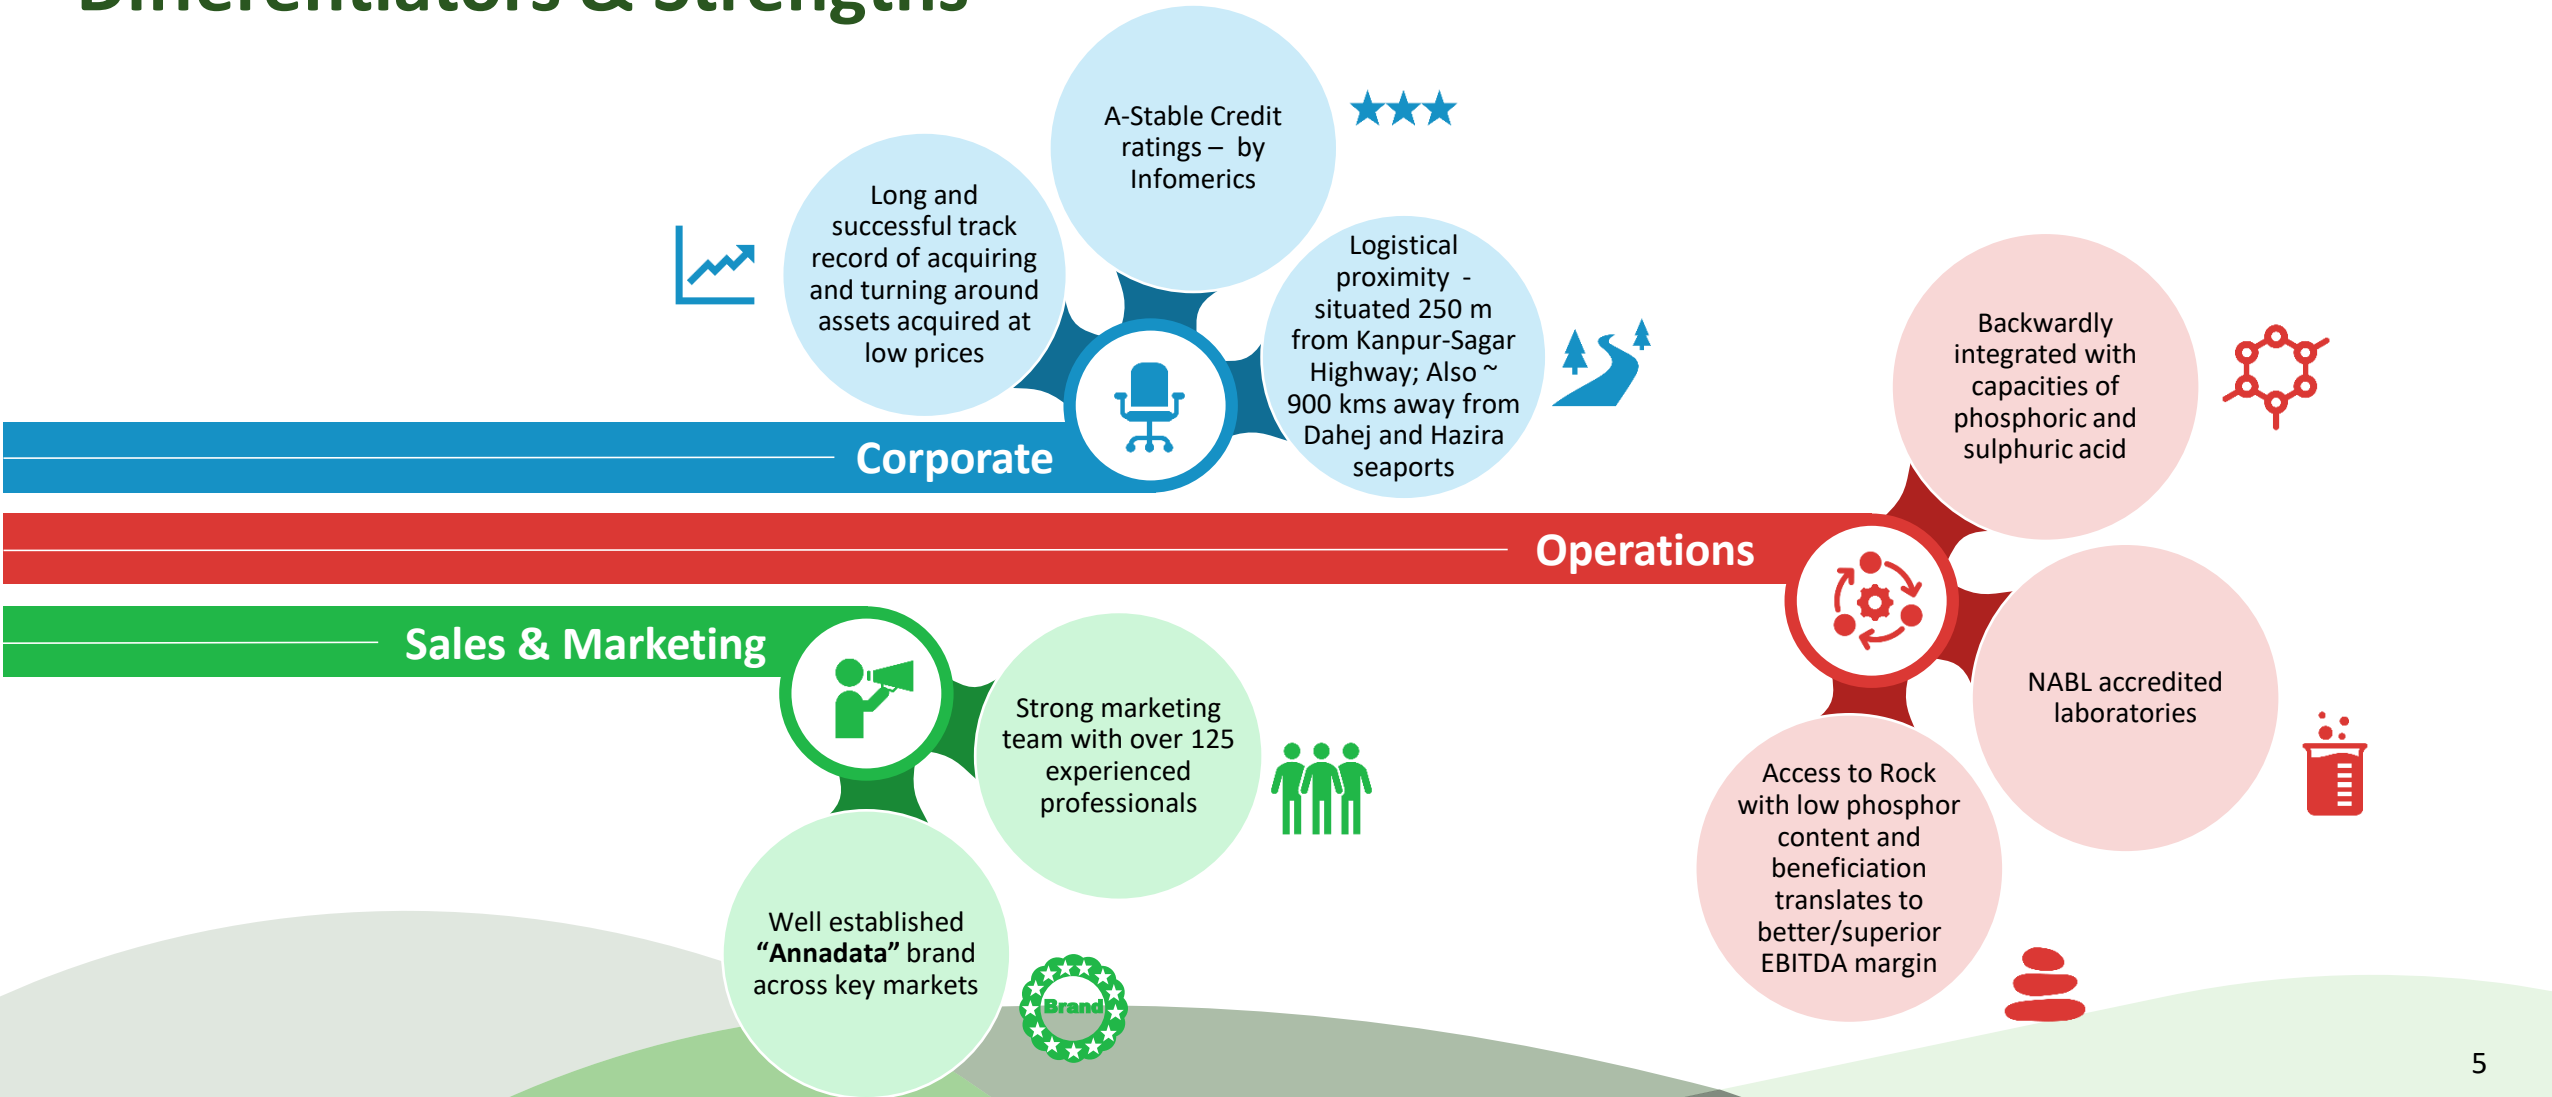 Differentiators & Strengths
A-Stable Credit
ratings – by
Infomerics
Long and
successful track
record of acquiring
and turning around
assets acquired at
low prices
Logistical
proximity -
situated 250 m
from Kanpur-Sagar
Highway; Also ~
900 kms away from
Dahej and Hazira
seaports
Corporate
Backwardly
integrated with
capacities of
phosphoric and
sulphuric acid
Operations
NABL accredited
laboratories
Access to Rock
with low phosphor
content and
beneficiation
translates to
better/superior
EBITDA margin
Sales & Marketing
Strong marketing
team with over 125
experienced
professionals
Well established
“Annadata” brand
across key markets
Brand
5